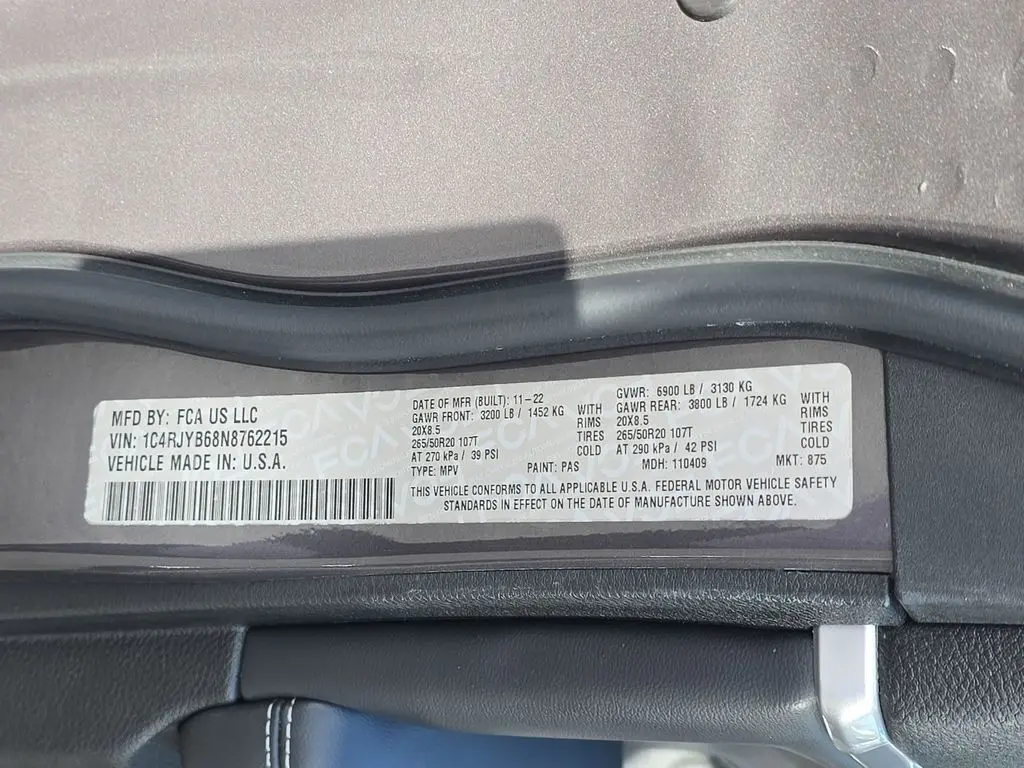 MFD BY: FCA US LLC
VIN: 1C4RJYB68N8762215
VEHICLE MADE IN: U.S.A.
DATE OF MFR (BUILT): 11-22
GAWR FRONT: 3200 LB / 1452 KG WITH
20X8.5 RIMS
265/50R20 107T TIRES
AT 270 kPa / 39 PSI COLD
TYPE: MPV PAINT: PAS
GVWR: 6900 LB / 3130 KG
GAWR REAR: 3800 LB / 1724 KG WITH
20X8.5 RIMS
265/50R20 107T TIRES
AT 290 kPa / 42 PSI COLD
MDH: 110409 MKT: 875
THIS VEHICLE CONFORMS TO ALL APPLICABLE U.S.A. FEDERAL MOTOR VEHICLE SAFETY
STANDARDS IN EFFECT ON THE DATE OF MANUFACTURE SHOWN ABOVE.